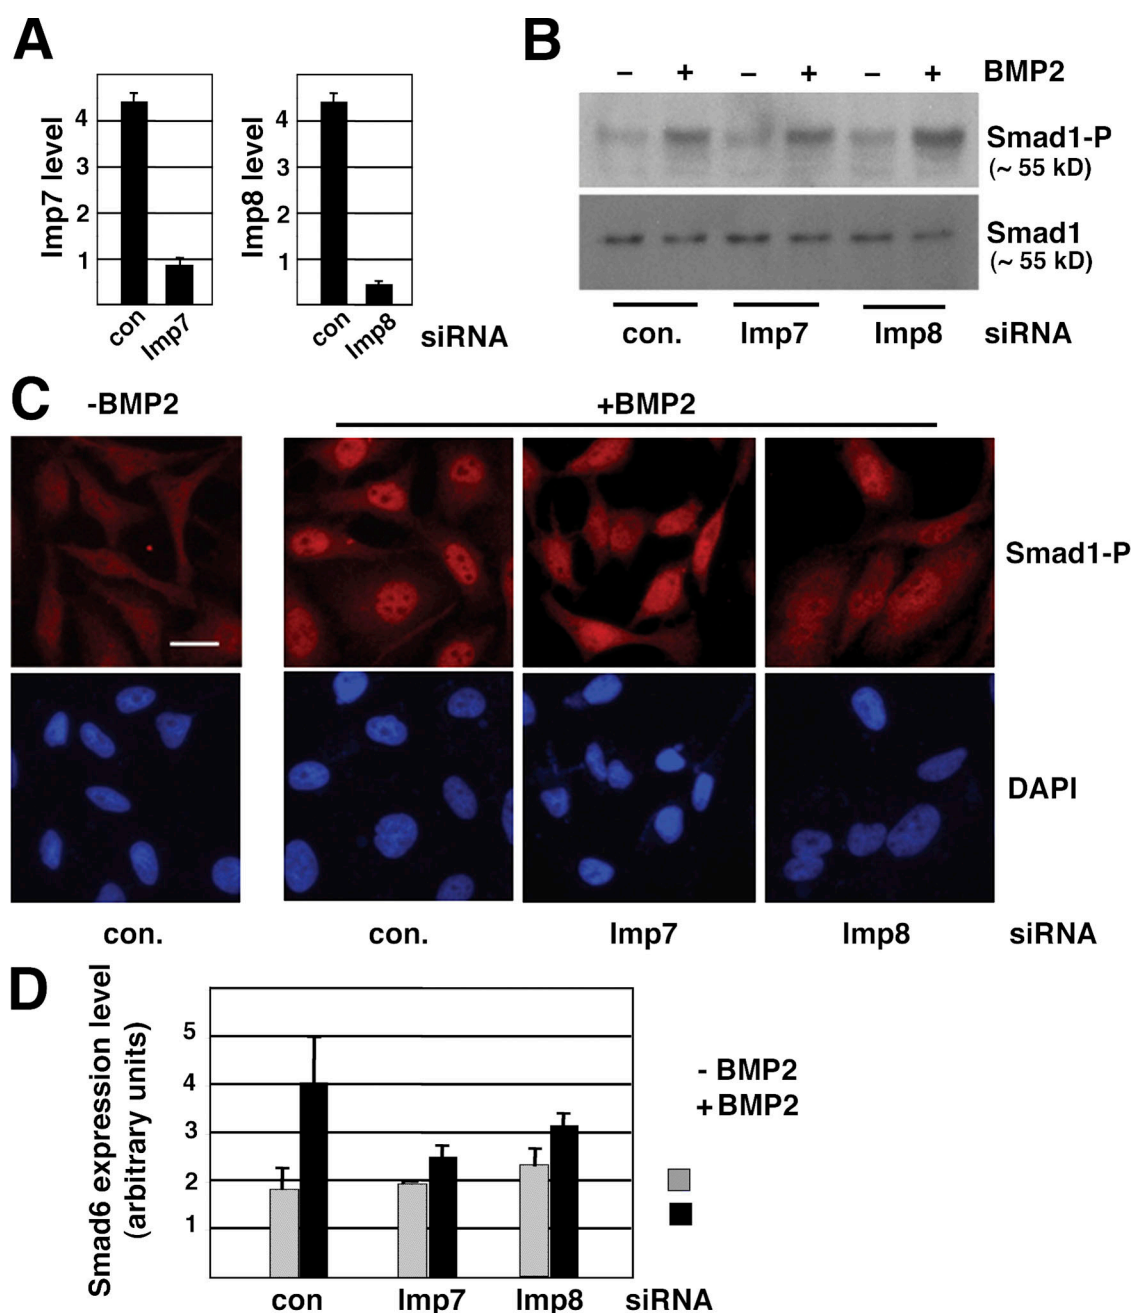 A
Imp7 level
4
3
2
1
con
Imp7
Imp8 level
4
3
2
1
con
Imp8
siRNA
B
– + – + – + BMP2
Smad1-P
(~ 55 kD)
Smad1
(~ 55 kD)
con. Imp7 Imp8 siRNA
C
-BMP2 +BMP2
Smad1-P
DAPI
con. con. Imp7 Imp8 siRNA
D
Smad6 expression level
(arbitrary units)
5
4
3
2
1
- BMP2
+ BMP2
con Imp7 Imp8 siRNA